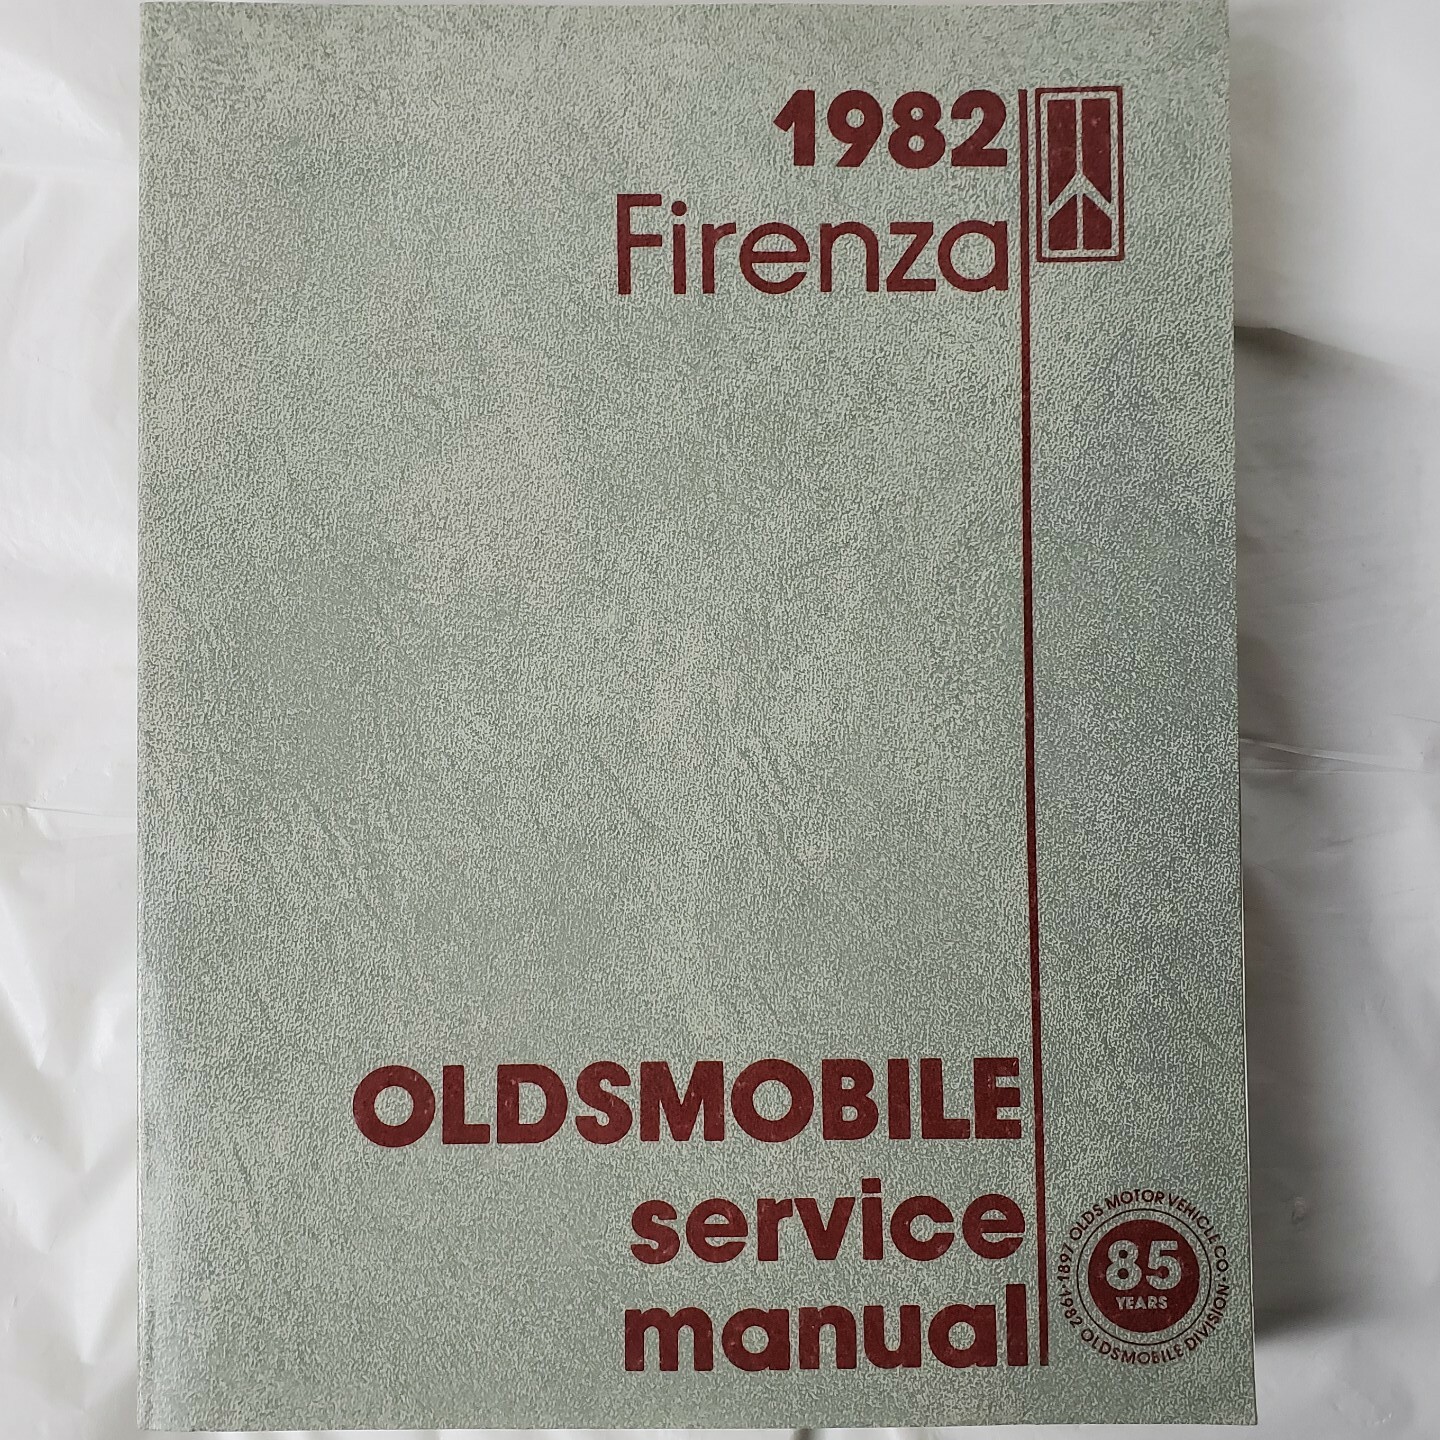 1982
Firenza
OLDSMOBILE
service
manual
1897 OLDS MOTOR VEHICLE CO.
85
YEARS
1982 OLDSMOBILE DIVISION